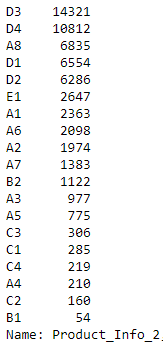 D3    14321
D4    10812
A8     6835
D1     6554
D2     6286
E1     2647
A1     2363
A6     2098
A2     1974
A7     1383
B2     1122
A3      977
A5      775
C3      306
C1      285
C4      219
A4      210
C2      160
B1       54
Name: Product_Info_2,